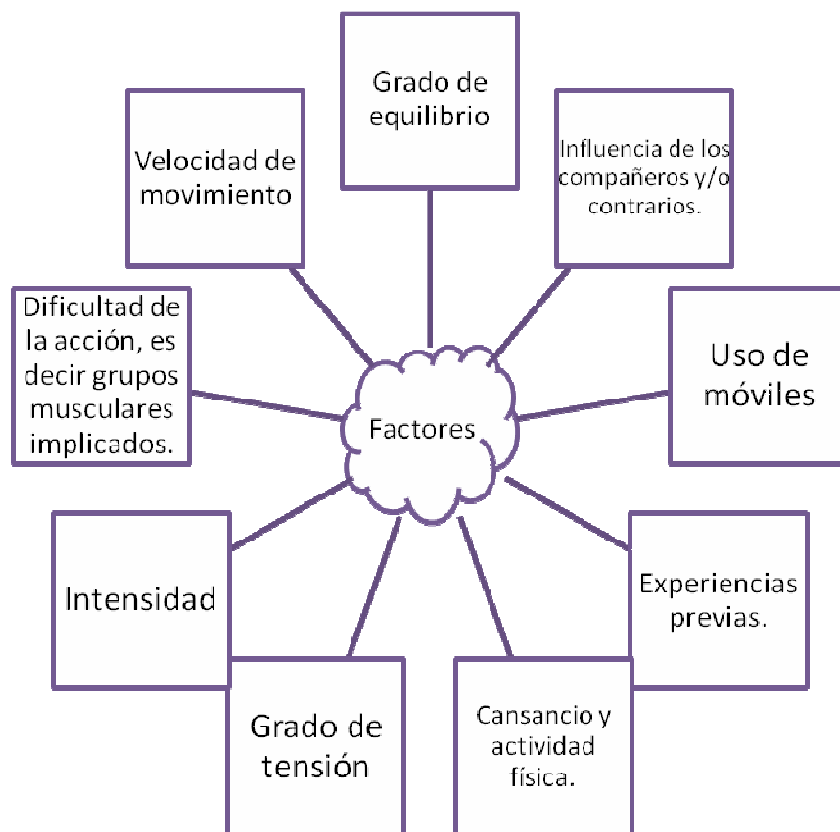 Grado de
equilibrio
Influencia de los
compañeros y/o
contrarios.
Uso de
móviles
Experiencias
previas.
Cansancio y
actividad
física.
Grado de
tensión
Intensidad
Dificultad de
la acción, es
decir grupos
musculares
implicados.
Velocidad de
movimiento
Factores